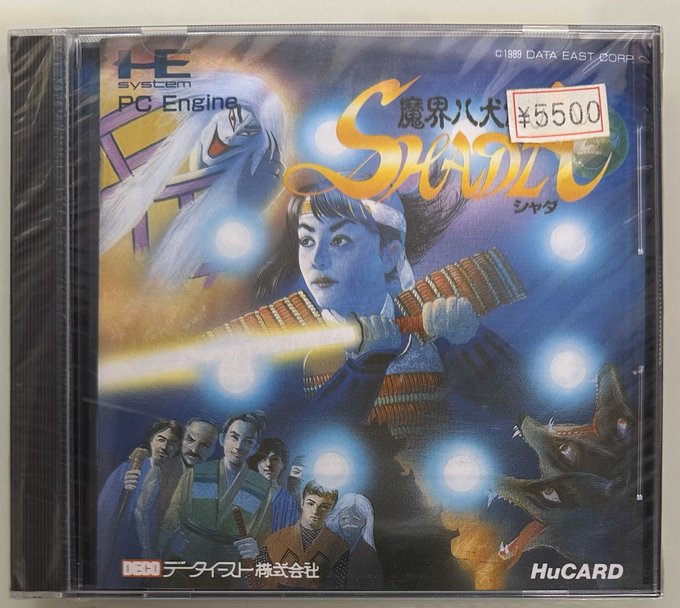 HE
system
PC Engine
© 1989 DATA EAST CORP
魔界八犬
¥5500
SHADA
シャダ
DECO データイースト株式会社
HuCARD